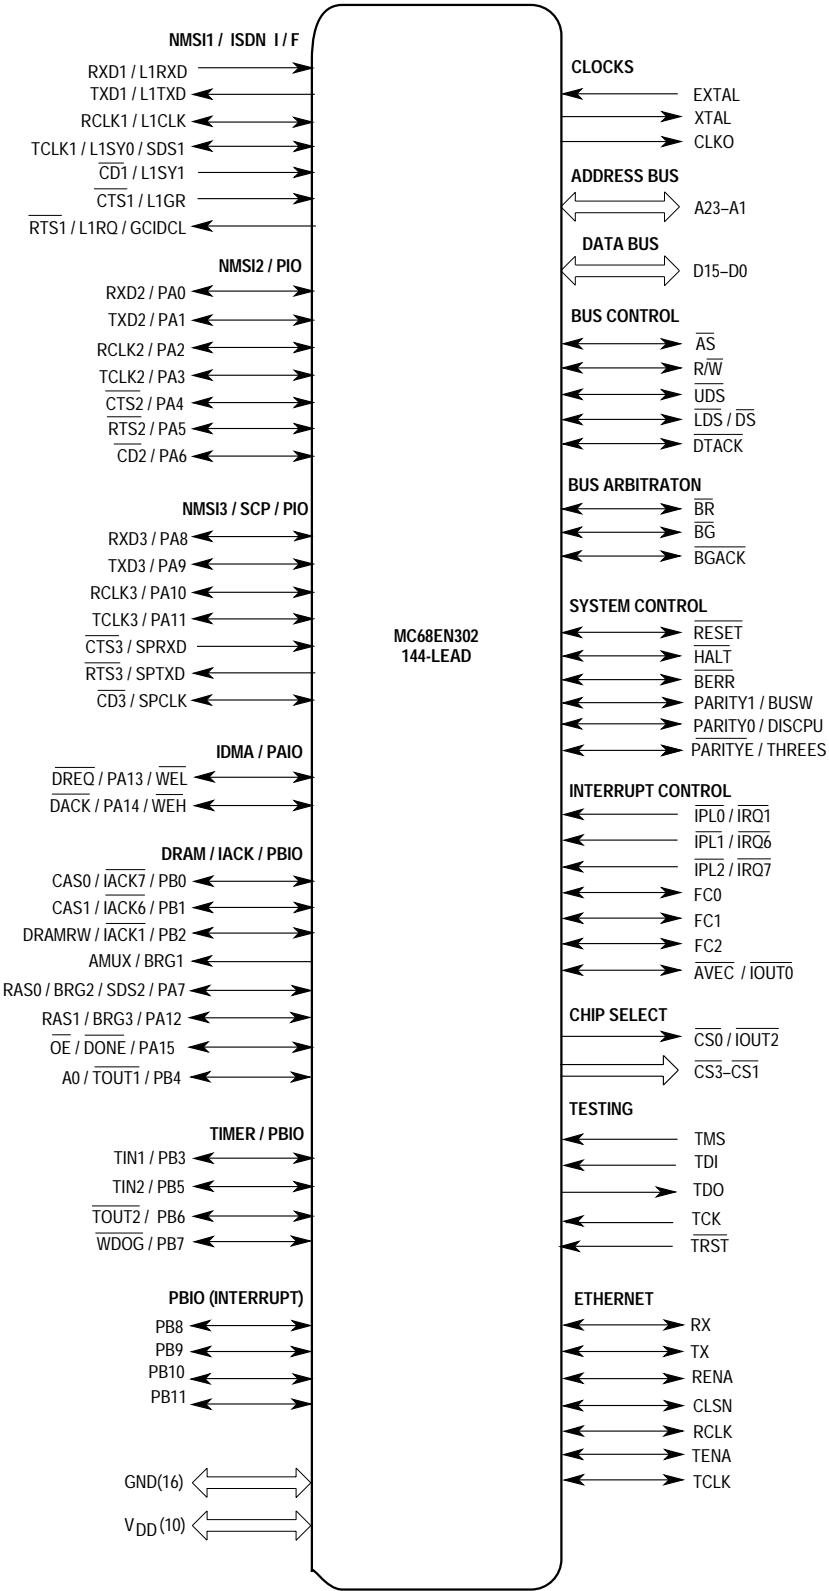 NMSI1 / ISDN I / F
RXD1 / L1RXD
TXD1 / L1TXD
RCLK1 / L1CLK
TCLK1 / L1SY0 / SDS1
CD1 / L1SY1
CTS1 / L1GR
RTS1 / L1RQ / GCIDCL
NMSI2 / PIO
RXD2 / PA0
TXD2 / PA1
RCLK2 / PA2
TCLK2 / PA3
CTS2 / PA4
RTS2 / PA5
CD2 / PA6
NMSI3 / SCP / PIO
RXD3 / PA8
TXD3 / PA9
RCLK3 / PA10
TCLK3 / PA11
CTS3 / SPRXD
RTS3 / SPTXD
CD3 / SPCLK
IDMA / PAIO
DREQ / PA13 / WEL
DACK / PA14 / WEH
DRAM / IACK / PBIO
CAS0 / IACK7 / PB0
CAS1 / IACK6 / PB1
DRAMRW / IACK1 / PB2
AMUX / BRG1
RAS0 / BRG2 / SDS2 / PA7
RAS1 / BRG3 / PA12
OE / DONE / PA15
A0 / TOUT1 / PB4
TIMER / PBIO
TIN1 / PB3
TIN2 / PB5
TOUT2 / PB6
WDOG / PB7
PBIO (INTERRUPT)
PB8
PB9
PB10
PB11
GND(16)
VDD(10)
MC68EN302
144-LEAD
CLOCKS
EXTAL
XTAL
CLKO
ADDRESS BUS
A23–A1
DATA BUS
D15–D0
BUS CONTROL
AS
R/W
UDS
LDS / DS
DTACK
BUS ARBITRATON
BR
BG
BGACK
SYSTEM CONTROL
RESET
HALT
BERR
PARITY1 / BUSW
PARITY0 / DISCPU
PARITYE / THREES
INTERRUPT CONTROL
IPL0 / IRQ1
IPL1 / IRQ6
IPL2 / IRQ7
FC0
FC1
FC2
AVEC / IOUT0
CHIP SELECT
CS0 / IOUT2
CS3–CS1
TESTING
TMS
TDI
TDO
TCK
TRST
ETHERNET
RX
TX
RENA
CLSN
RCLK
TENA
TCLK